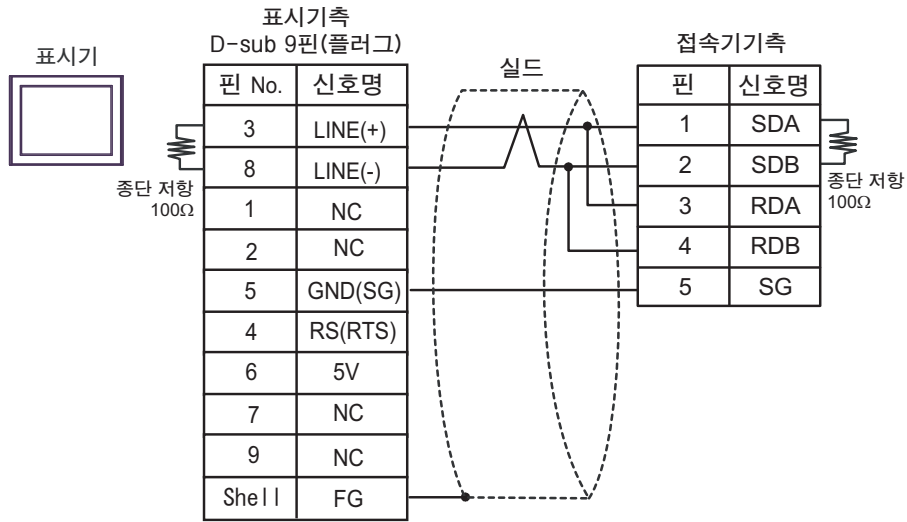 표시기
표시기측
D-sub 9핀(플러그)
핀 No. 신호명
3 LINE(+)
8 LINE(-)
1 NC
2 NC
5 GND(SG)
4 RS(RTS)
6 5V
7 NC
9 NC
Shell FG
종단 저항
100Ω
실드
접속기기측
핀 신호명
1 SDA
2 SDB
3 RDA
4 RDB
5 SG
종단 저항
100Ω